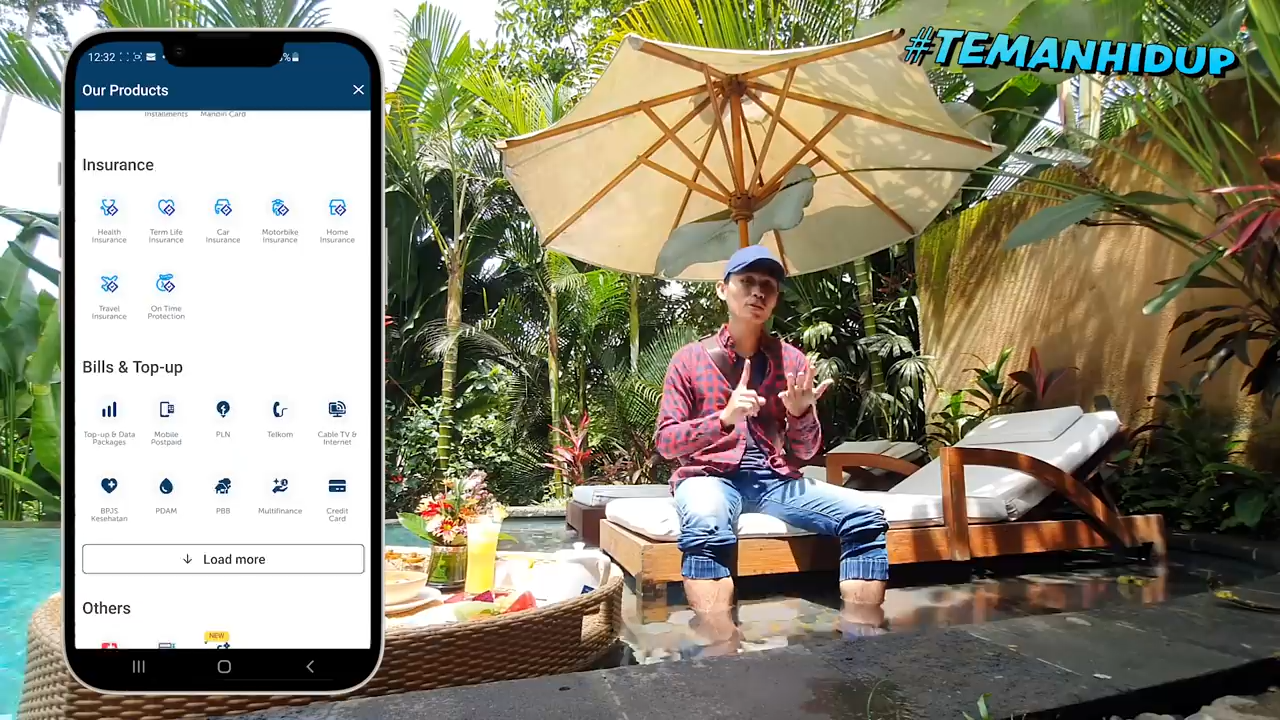 #TEMANHIDUP
12:32
Our Products
Installments
Mandiri Card
Insurance
Health Insurance
Term Life Insurance
Car Insurance
Motorbike Insurance
Home Insurance
Travel Insurance
On Time Protection
Bills & Top-up
Top-up & Data Packages
Mobile Postpaid
PLN
Telkom
Cable TV & Internet
BPJS Kesehatan
PDAM
PBB
Multifinance
Credit Card
Load more
Others
NEW